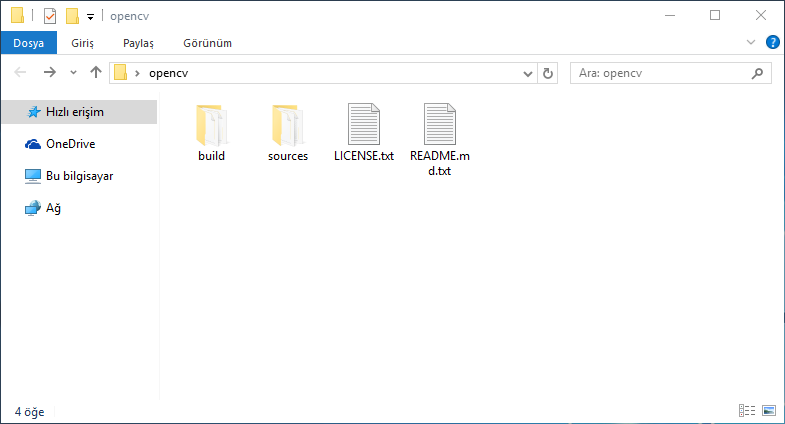 opencv
Dosya Giriş Paylaş Görünüm
opencv
Ara: opencv
Hızlı erişim
OneDrive
Bu bilgisayar
Ağ
build
sources
LICENSE.txt
README.m
d.txt
4 öğe